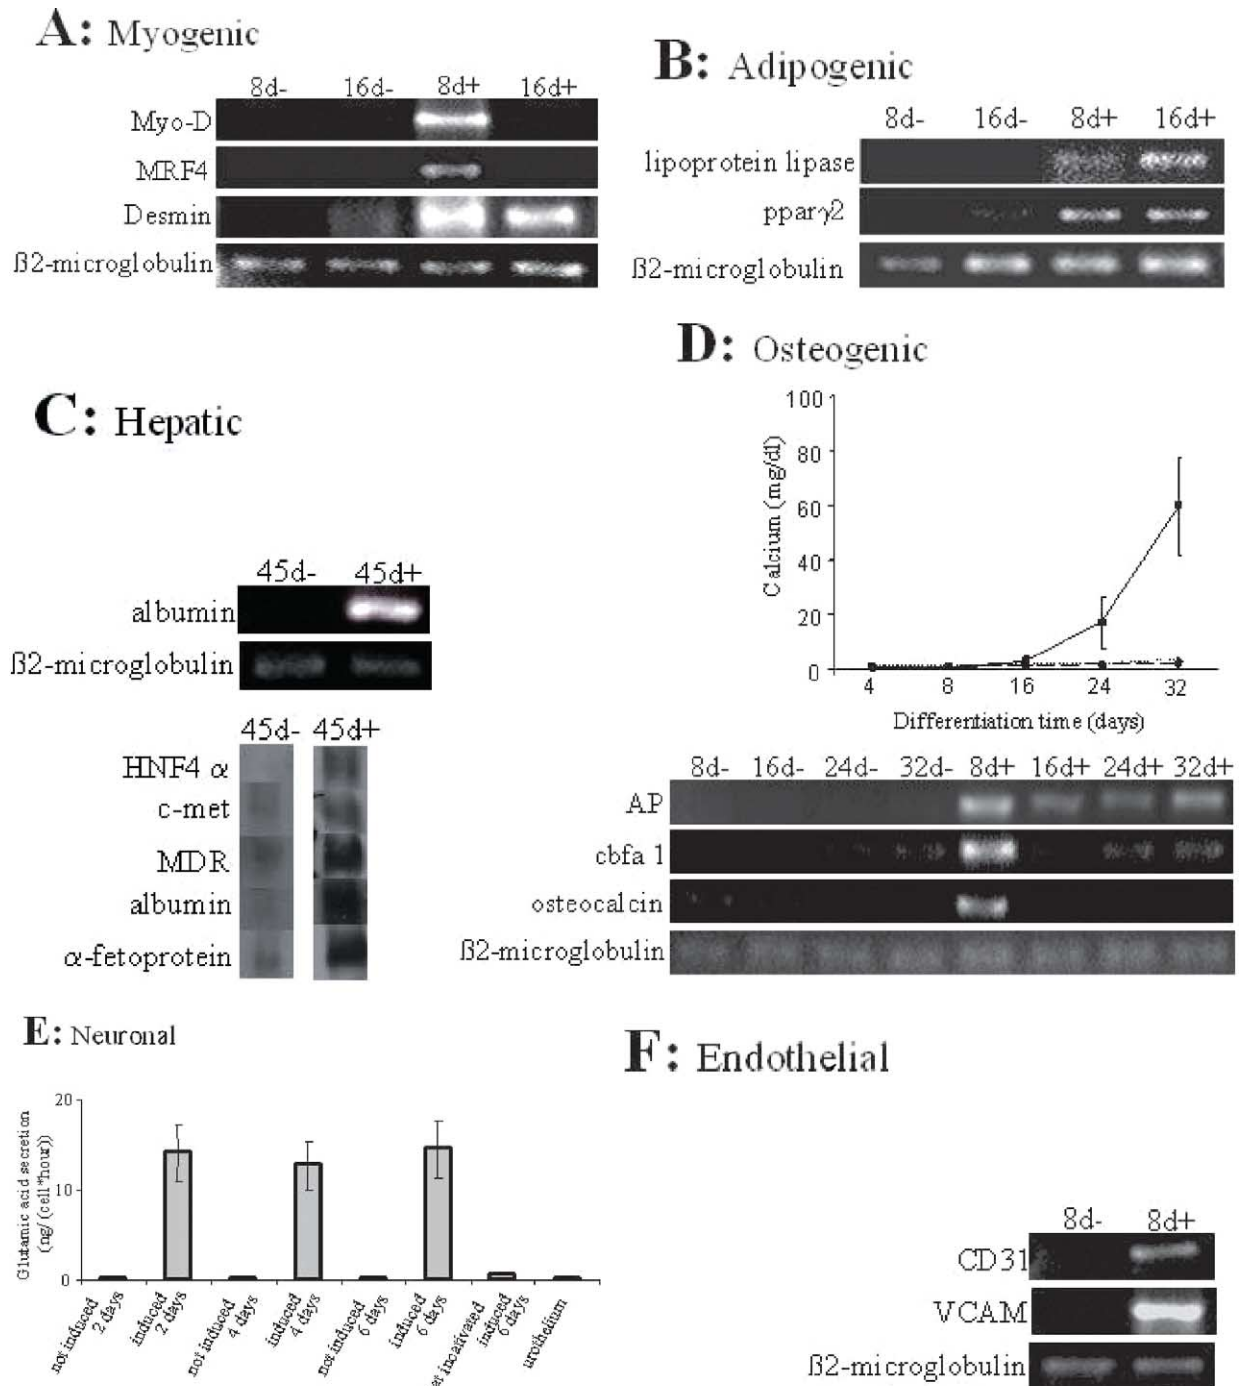 A: Myogenic
8d- 16d- 8d+ 16d+
Myo-D
MRF4
Desmin
ß2-microglobulin
B: Adipogenic
8d- 16d- 8d+ 16d+
lipoprotein lipase
pparγ2
ß2-microglobulin
C: Hepatic
45d- 45d+
albumin
ß2-microglobulin
45d- 45d+
HNF4 α
c-met
MDR
albumin
α-fetoprotein
D: Osteogenic
Calcium (mg/dl)
100
80
60
40
20
0
4 8 16 24 32
Differentiation time (days)
8d- 16d- 24d- 32d- 8d+ 16d+ 24d+ 32d+
AP
cbfa 1
osteocalcin
ß2-microglobulin
E: Neuronal
Glutamic acid secretion
(ng/(cell*hour))
20
10
0
not induced
2 days
induced
2 days
not induced
4 days
induced
4 days
not induced
6 days
induced
6 days
at incativated
induced
6 days
urothelium
F: Endothelial
8d- 8d+
CD31
VCAM
ß2-microglobulin